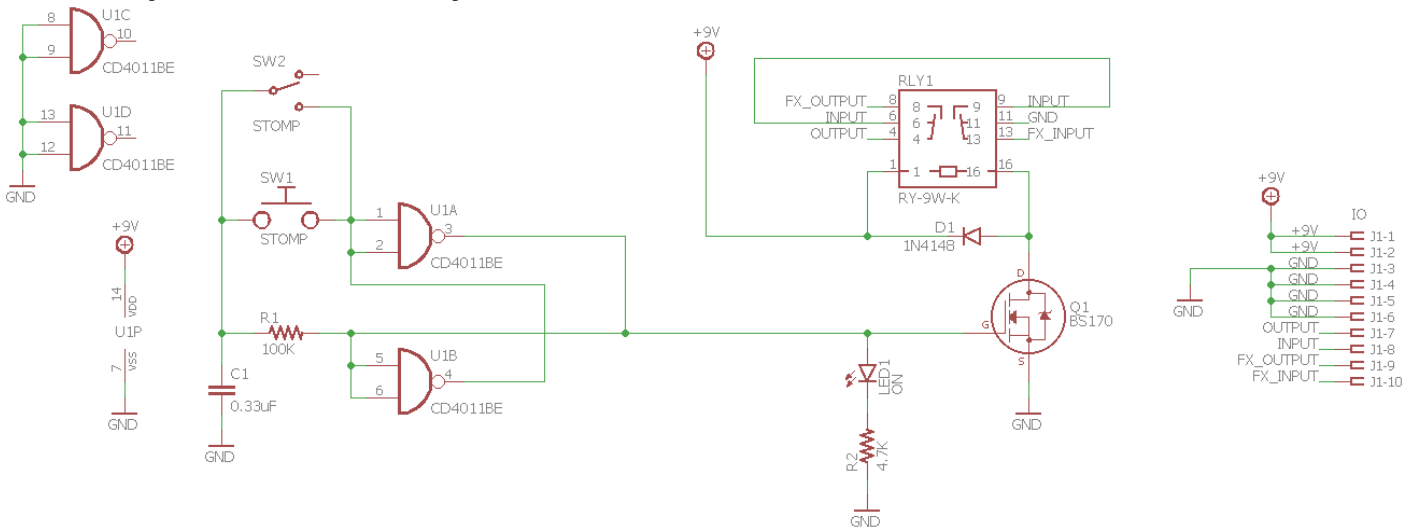 8
9
U1C
10
CD4011BE
13
12
U1D
11
CD4011BE
GND
+9V
14
VDD
U1P
7
VSS
GND
SW2
STOMP
SW1
STOMP
1
2
U1A
3
CD4011BE
R1
100K
5
6
U1B
4
CD4011BE
C1
0.33uF
GND
+9V
RLY1
FX_OUTPUT 8 8 9 9 INPUT
INPUT 6 6 11 11 GND
OUTPUT 4 4 13 13 FX_INPUT
1 1 16 16
RY-9W-K
D1
1N4148
D
G
S
Q1
BS170
GND
LED1
ON
R2
4.7K
GND
+9V
IO
+9V J1-1
+9V J1-2
GND J1-3
GND J1-4
GND J1-5
GND J1-6
OUTPUT J1-7
INPUT J1-8
FX_OUTPUT J1-9
FX_INPUT J1-10
GND